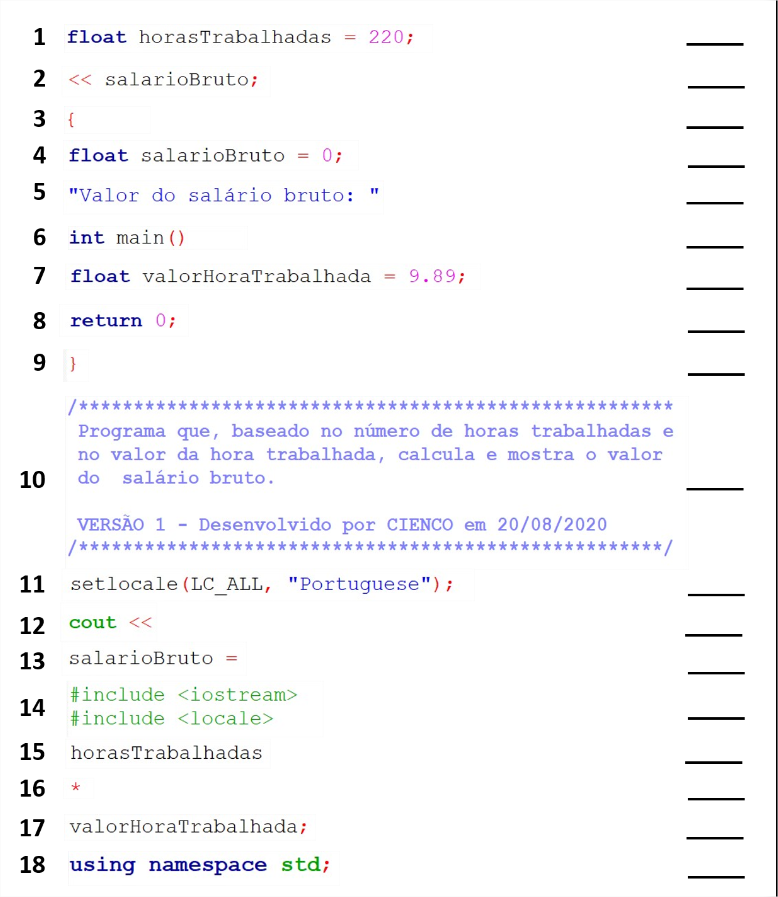 1 float horasTrabalhadas = 220;
2 << salarioBruto;
3 {
4 float salarioBruto = 0;
5 "Valor do salário bruto: "
6 int main()
7 float valorHoraTrabalhada = 9.89;
8 return 0;
9 }
/******************************************************
Programa que, baseado no número de horas trabalhadas e
no valor da hora trabalhada, calcula e mostra o valor
10 do  salário bruto.
VERSÃO 1 - Desenvolvido por CIENCO em 20/08/2020
/*****************************************************/
11 setlocale(LC_ALL, "Portuguese");
12 cout <<
13 salarioBruto =
14 #include <iostream>
#include <locale>
15 horasTrabalhadas
16 *
17 valorHoraTrabalhada;
18 using namespace std;